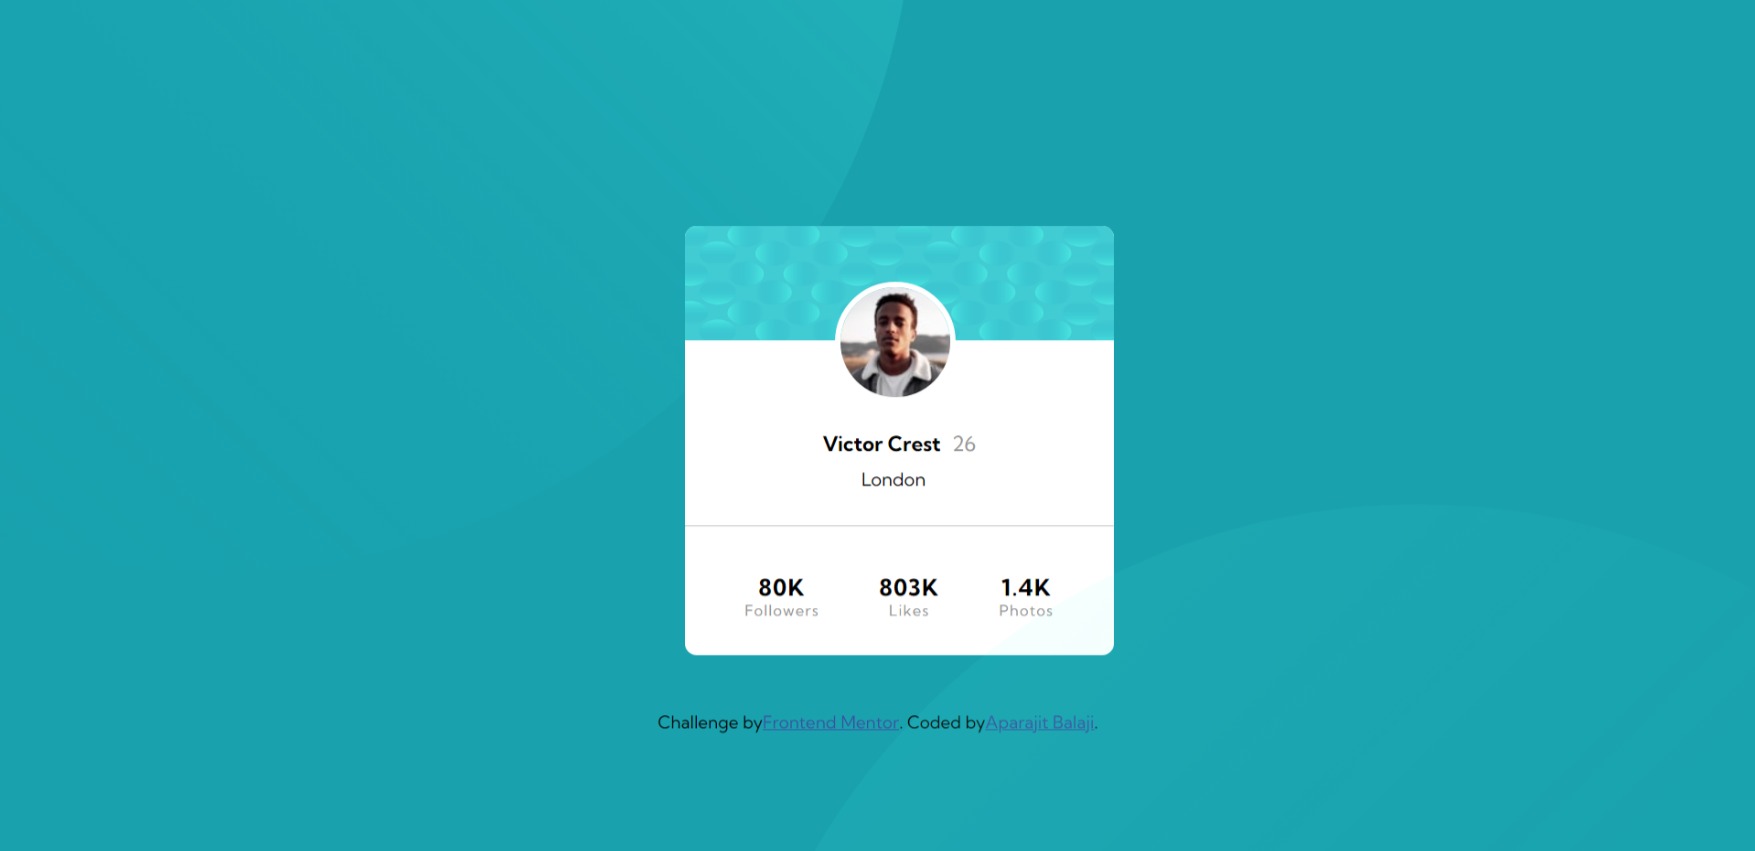 Victor Crest 26
London
80K 803K 1.4K
Followers Likes Photos
Challenge byFrontend Mentor. Coded byAparajit Balaji.